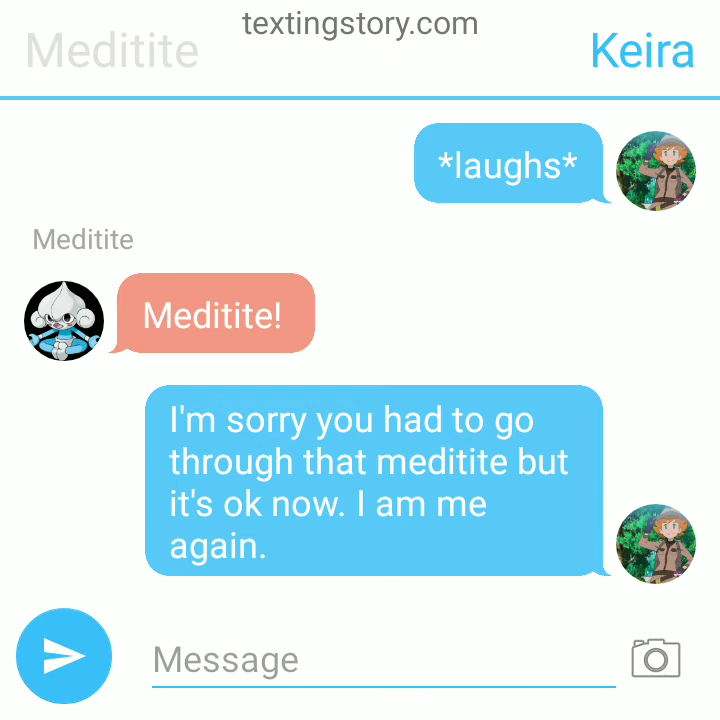 textingstory.com
Meditite
Keira
*laughs*
Meditite
Meditite!
I'm sorry you had to go
through that meditite but
it's ok now. I am me
again.
Message